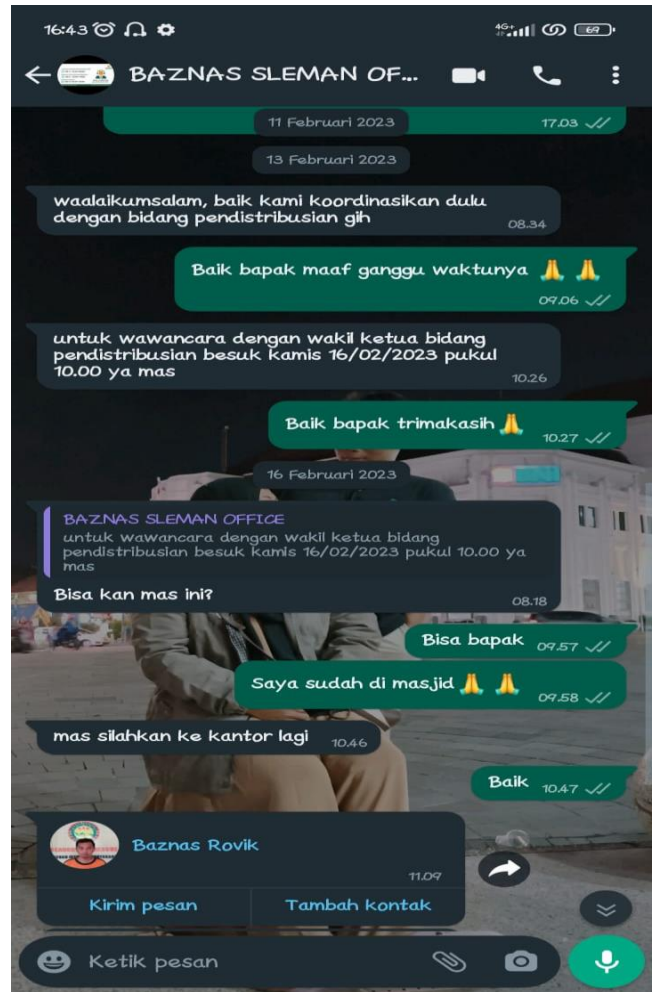 16:43
4G+
69
BAZNAS SLEMAN OF...
11 Februari 2023
17.03
13 Februari 2023
waalaikumsalam, baik kami koordinasikan dulu
dengan bidang pendistribusian gih
08.34
Baik bapak maaf ganggu waktunya 🙏 🙏
09.06
untuk wawancara dengan wakil ketua bidang
pendistribusian besuk kamis 16/02/2023 pukul
10.00 ya mas
10.26
Baik bapak trimakasih 🙏
10.27
16 Februari 2023
BAZNAS SLEMAN OFFICE
untuk wawancara dengan wakil ketua bidang
pendistribusian besuk kamis 16/02/2023 pukul 10.00 ya
mas
Bisa kan mas ini?
08.18
Bisa bapak 09.57
Saya sudah di masjid 🙏 🙏
09.58
mas silahkan ke kantor lagi 10.46
Baik 10.47
Baznas Rovik
11.09
Kirim pesan Tambah kontak
Ketik pesan